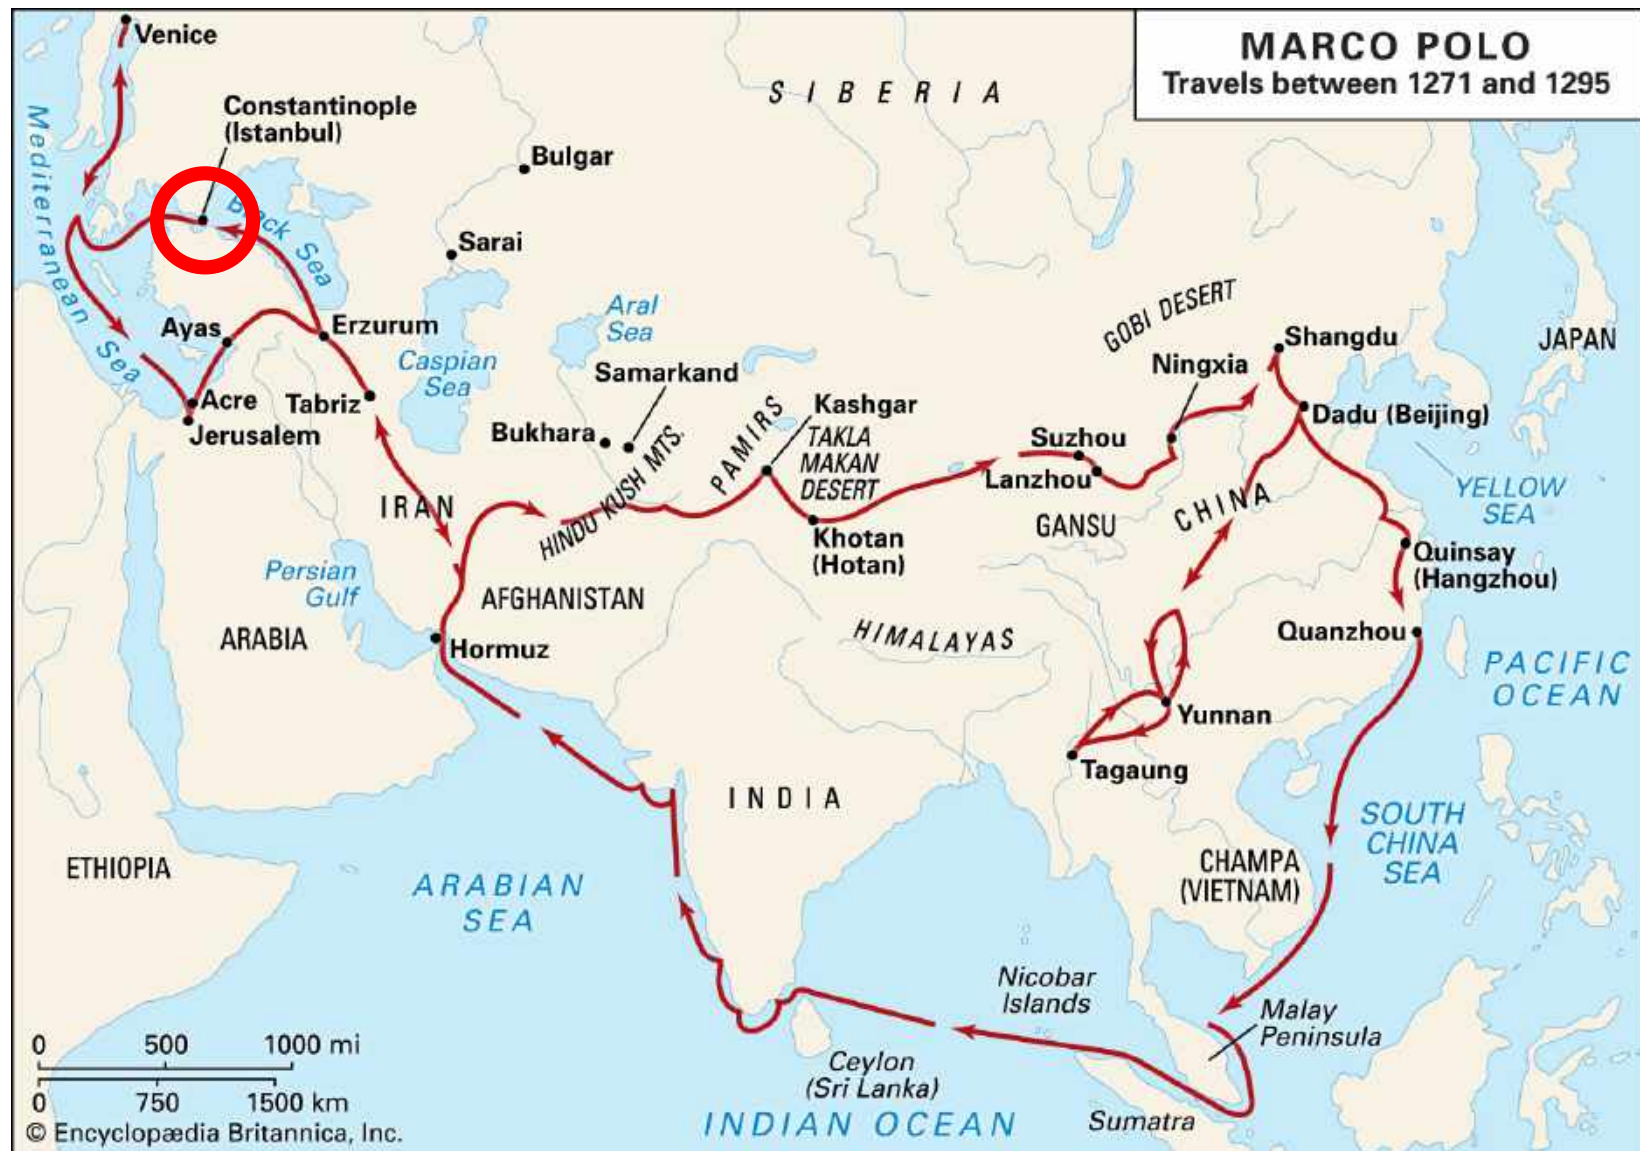 MARCO POLO
Travels between 1271 and 1295
Venice
Constantinople
(Istanbul)
Mediterranean Sea
Black Sea
SIBERIA
Bulgar
Sarai
Aral
Sea
Caspian
Sea
Ayas
Erzurum
Acre
Jerusalem
Tabriz
Samarkand
Bukhara
HINDU KUSH MTS.
PAMIRS
Kashgar
TAKLA
MAKAN
DESERT
Khotan
(Hotan)
GOBI DESERT
Shangdu
Ningxia
Dadu (Beijing)
Suzhou
Lanzhou
GANSU
CHINA
JAPAN
YELLOW
SEA
Quinsay
(Hangzhou)
Quanzhou
PACIFIC
OCEAN
IRAN
AFGHANISTAN
Persian
Gulf
ARABIA
Hormuz
HIMALAYAS
Yunnan
Tagaung
INDIA
ETHIOPIA
ARABIAN
SEA
CHAMPA
(VIETNAM)
SOUTH
CHINA
SEA
Nicobar
Islands
Malay
Peninsula
Ceylon
(Sri Lanka)
Sumatra
INDIAN OCEAN
0 500 1000 mi
0 750 1500 km
© Encyclopædia Britannica, Inc.